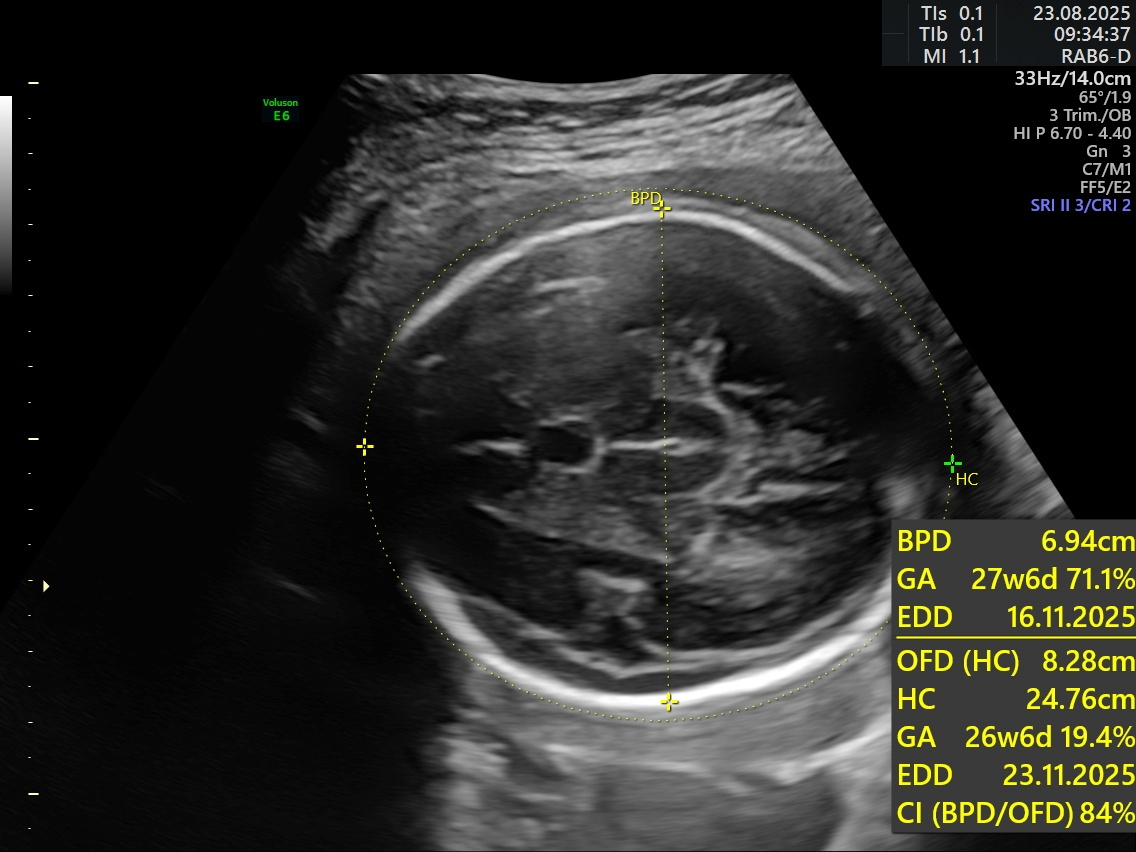 TIs 0.1 23.08.2025
TIb 0.1 09:34:37
MI 1.1 RAB6-D
33Hz/14.0cm
65°/1.9
3 Trim./OB
HI P 6.70 - 4.40
Gn 3
C7/M1
FF5/E2
SRI II 3/CRI 2
Voluson
E6
BPD
HC
BPD 6.94cm
GA 27w6d 71.1%
EDD 16.11.2025
OFD (HC) 8.28cm
HC 24.76cm
GA 26w6d 19.4%
EDD 23.11.2025
CI (BPD/OFD) 84%